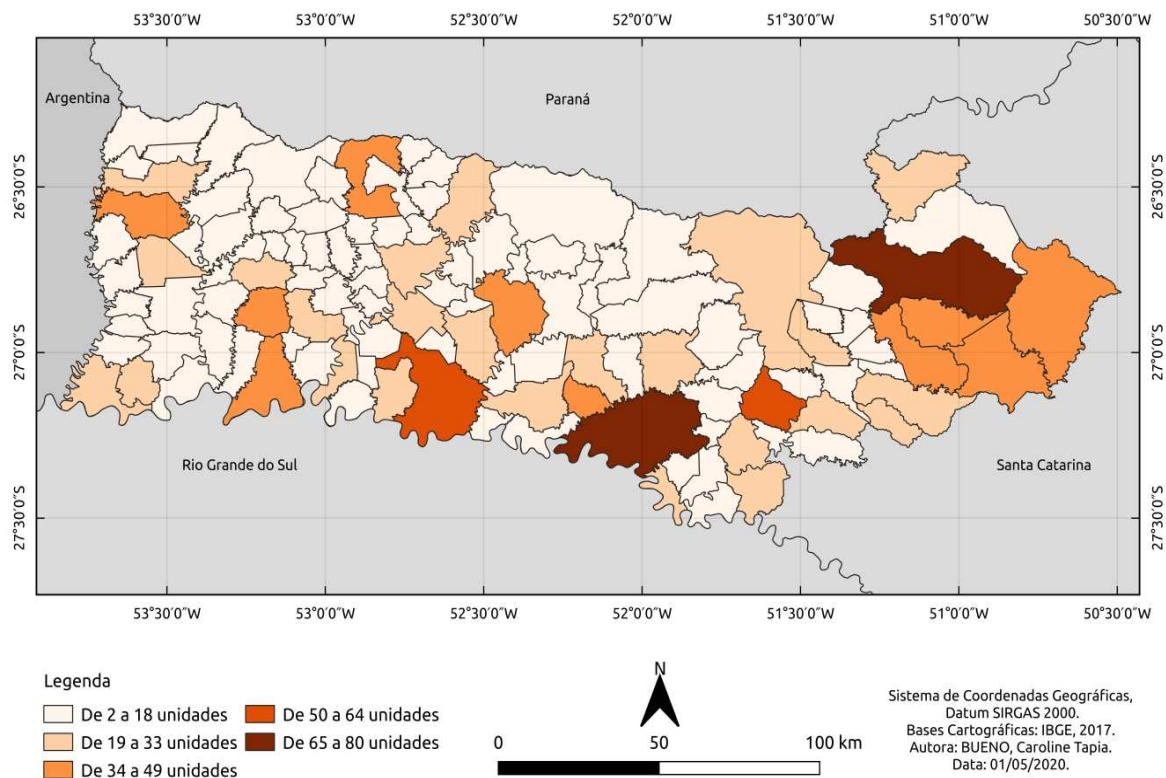 53°30'0"W 53°0'0"W 52°30'0"W 52°0'0"W 51°30'0"W 51°0'0"W 50°30'0"W
Argentina
Paraná
26°30'0"S 26°30'0"S
27°0'0"S 27°0'0"S
Rio Grande do Sul
Santa Catarina
27°30'0"S 27°30'0"S
53°30'0"W 53°0'0"W 52°30'0"W 52°0'0"W 51°30'0"W 51°0'0"W 50°30'0"W
Legenda
De 2 a 18 unidades
De 19 a 33 unidades
De 34 a 49 unidades
De 50 a 64 unidades
De 65 a 80 unidades
N
0 50 100 km
Sistema de Coordenadas Geográficas,
Datum SIRGAS 2000.
Bases Cartográficas: IBGE, 2017.
Autora: BUENO, Caroline Tapia.
Data: 01/05/2020.